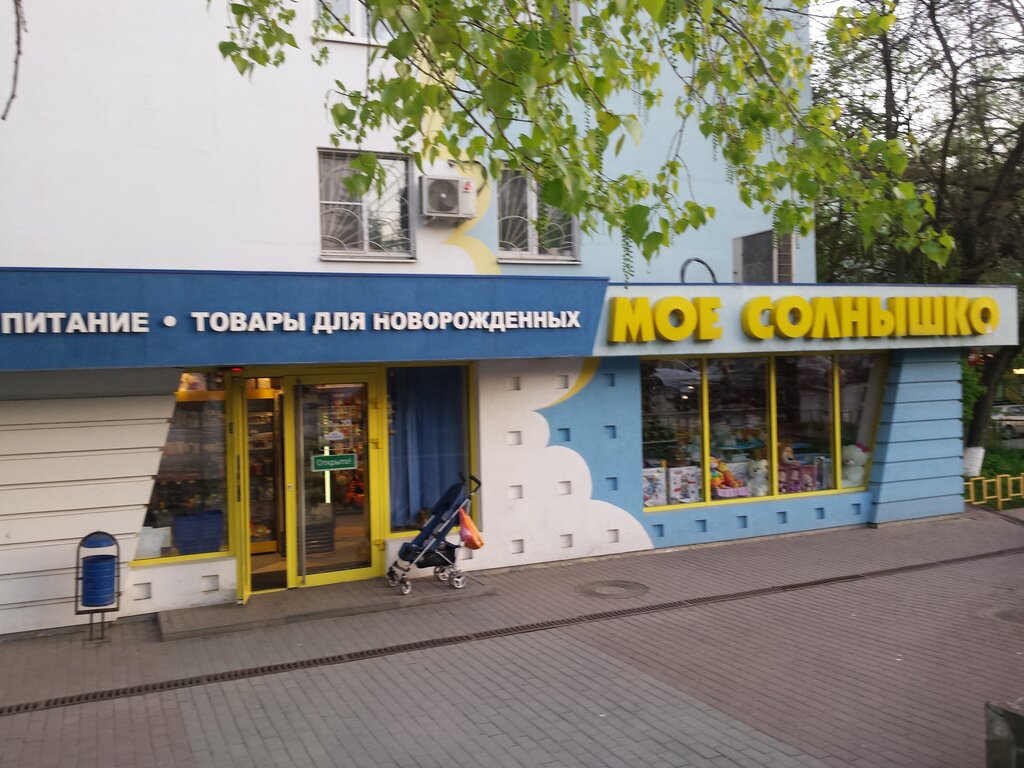 ПИТАНИЕ • ТОВАРЫ ДЛЯ НОВОРОЖДЕННЫХ
МОЕ СОЛНЫШКО
Открыто!